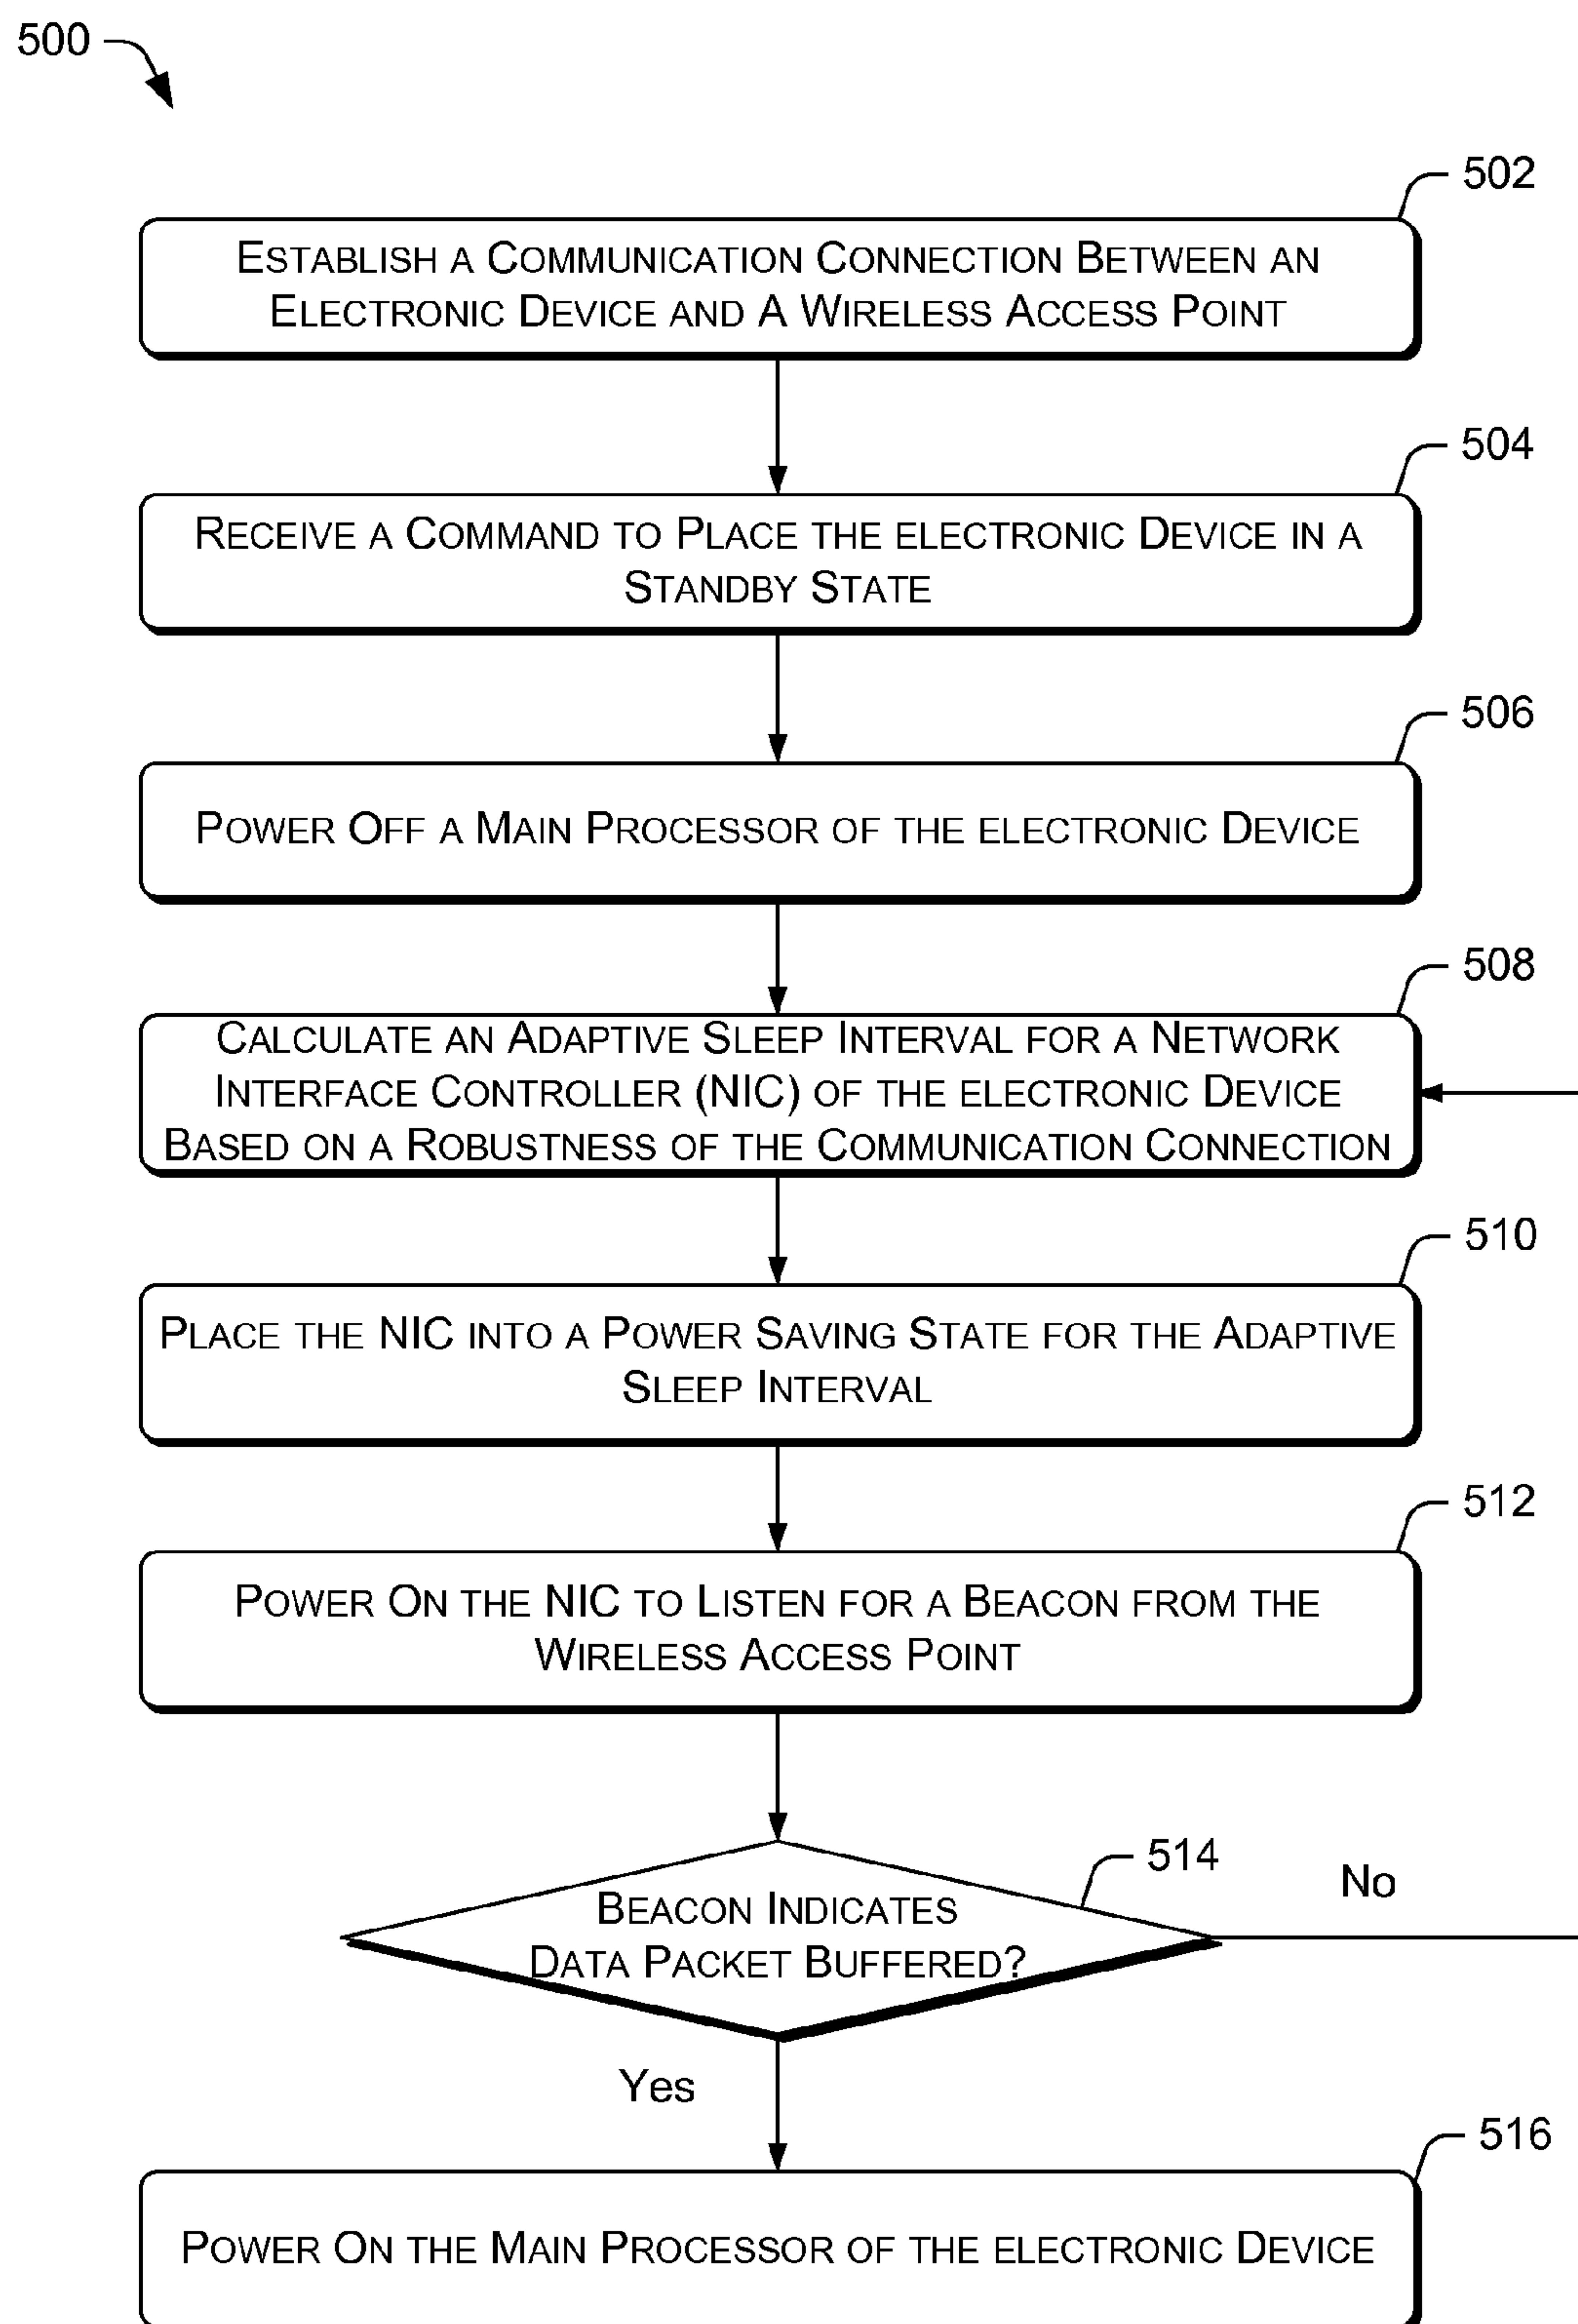 500
502
ESTABLISH A COMMUNICATION CONNECTION BETWEEN AN
ELECTRONIC DEVICE AND A WIRELESS ACCESS POINT
504
RECEIVE A COMMAND TO PLACE THE ELECTRONIC DEVICE IN A
STANDBY STATE
506
POWER OFF A MAIN PROCESSOR OF THE ELECTRONIC DEVICE
508
CALCULATE AN ADAPTIVE SLEEP INTERVAL FOR A NETWORK
INTERFACE CONTROLLER (NIC) OF THE ELECTRONIC DEVICE
BASED ON A ROBUSTNESS OF THE COMMUNICATION CONNECTION
510
PLACE THE NIC INTO A POWER SAVING STATE FOR THE ADAPTIVE
SLEEP INTERVAL
512
POWER ON THE NIC TO LISTEN FOR A BEACON FROM THE
WIRELESS ACCESS POINT
514
No
BEACON INDICATES
DATA PACKET BUFFERED?
Yes
516
POWER ON THE MAIN PROCESSOR OF THE ELECTRONIC DEVICE